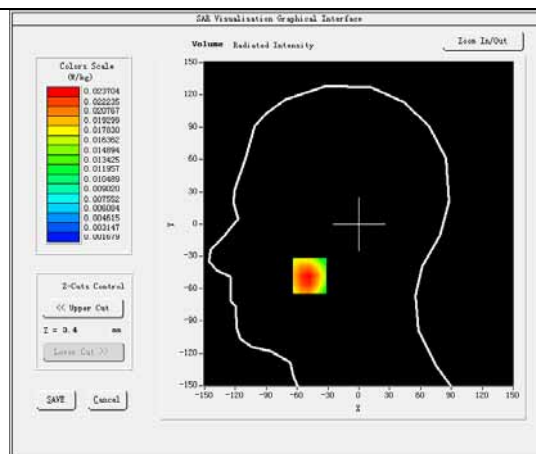 SAR Visualisation Graphical Interface
Volume Radiated Intensity
Zoom In/Out
Colors Scale
(W/kg)
0.023704
0.022235
0.020767
0.019299
0.017830
0.016362
0.014894
0.013425
0.011957
0.010489
0.009020
0.007552
0.006084
0.004615
0.003147
0.001679
Z-Cuts Control
<< Upper Cut
Z = 3.4 mm
Lower Cut >>
SAVE Cancel
150
120
90
60
30
0
-30
-60
-90
-120
-150
Y
-150 -120 -90 -60 -30 0 30 60 90 120 150
X